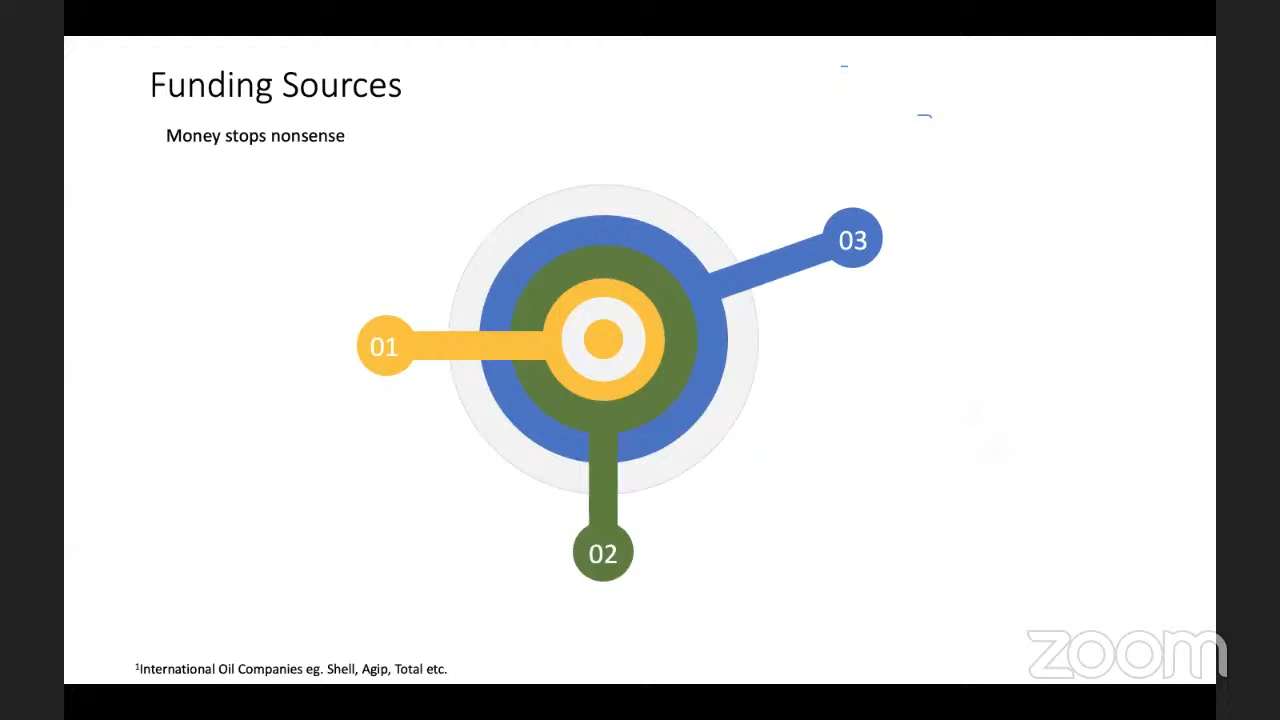 Funding Sources
Money stops nonsense
03
01
02
¹International Oil Companies eg. Shell, Agip, Total etc.
zoom